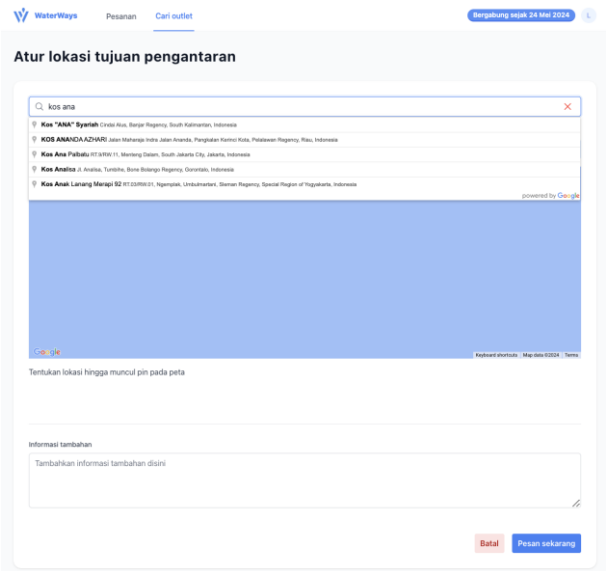 WaterWays Pesanan Cari outlet Bergabung sejak 24 Mei 2024 L
Atur lokasi tujuan pengantaran
kos ana
Kos "ANA" Syariah Cindai Alus, Banjar Regency, South Kalimantan, Indonesia
KOS ANANDA AZHARI Jalan Maharaja Indra Jalan Ananda, Pangkalan Kerinci Kota, Pelalawan Regency, Riau, Indonesia
Kos Ana Palbatu RT.9/RW.11, Menteng Dalam, South Jakarta City, Jakarta, Indonesia
Kos Analisa Jl. Analisa, Tumbihe, Bone Bolango Regency, Gorontalo, Indonesia
Kos Anak Lanang Merapi 92 RT.03/RW.01, Ngemplak, Umbulmartani, Sleman Regency, Special Region of Yogyakarta, Indonesia
powered by Google
Google Keyboard shortcuts Map data ©2024 Terms
Tentukan lokasi hingga muncul pin pada peta
Informasi tambahan
Tambahkan informasi tambahan disini
Batal Pesan sekarang